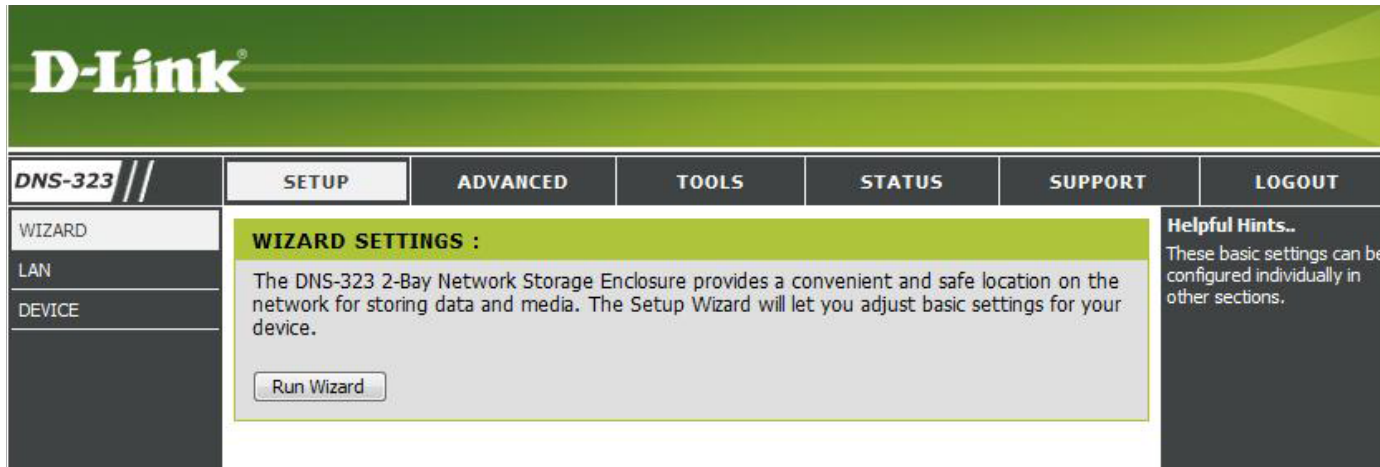 D-Link®
DNS-323
SETUP
ADVANCED
TOOLS
STATUS
SUPPORT
LOGOUT
WIZARD
LAN
DEVICE
WIZARD SETTINGS :
The DNS-323 2-Bay Network Storage Enclosure provides a convenient and safe location on the
network for storing data and media. The Setup Wizard will let you adjust basic settings for your
device.
Run Wizard
Helpful Hints..
These basic settings can be
configured individually in
other sections.